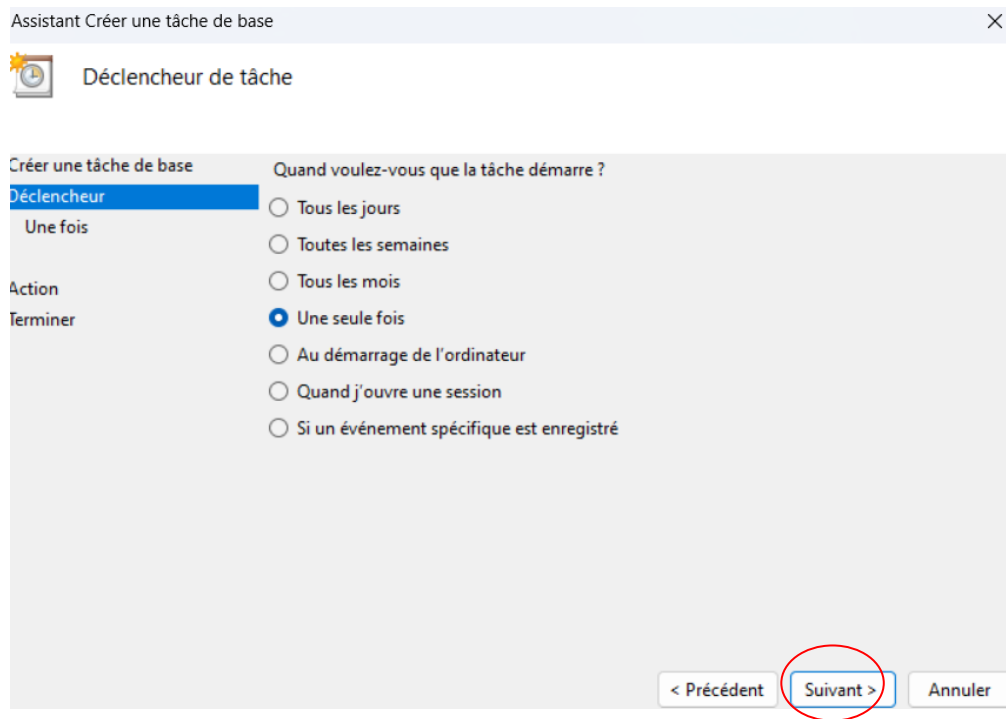 Assistant Créer une tâche de base
Déclencheur de tâche
Créer une tâche de base
Déclencheur
Une fois
Action
Terminer
Quand voulez-vous que la tâche démarre ?
Tous les jours
Toutes les semaines
Tous les mois
Une seule fois
Au démarrage de l'ordinateur
Quand j'ouvre une session
Si un événement spécifique est enregistré
< Précédent
Suivant >
Annuler